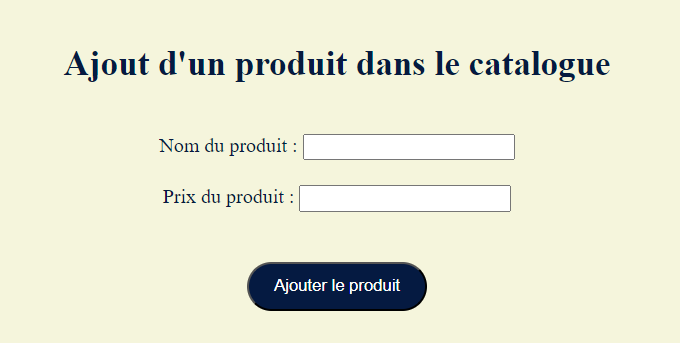 Ajout d'un produit dans le catalogue
Nom du produit :
Prix du produit :
Ajouter le produit